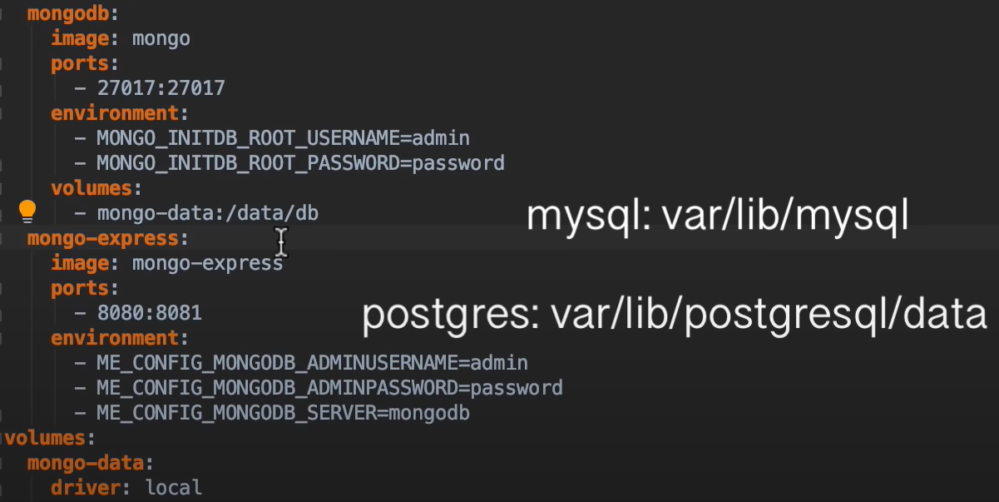 mongodb:
image: mongo
ports:
- 27017:27017
environment:
- MONGO_INITDB_ROOT_USERNAME=admin
- MONGO_INITDB_ROOT_PASSWORD=password
volumes:
- mongo-data:/data/db
mysql: var/lib/mysql
mongo-express:
image: mongo-express
ports:
- 8080:8081
postgres: var/lib/postgresql/data
environment:
- ME_CONFIG_MONGODB_ADMINUSERNAME=admin
- ME_CONFIG_MONGODB_ADMINPASSWORD=password
- ME_CONFIG_MONGODB_SERVER=mongodb
volumes:
mongo-data:
driver: local